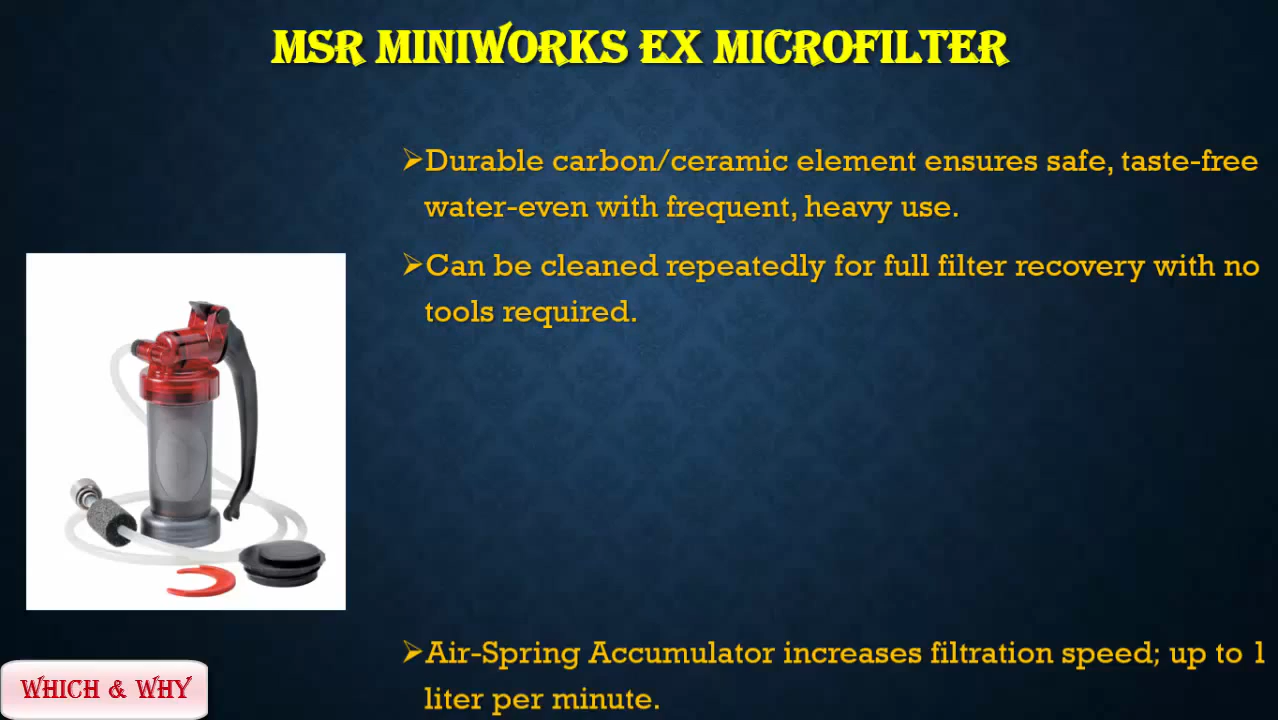 MSR MINIWORKS EX MICROFILTER
➢Durable carbon/ceramic element ensures safe, taste-free
water-even with frequent, heavy use.
➢Can be cleaned repeatedly for full filter recovery with no
tools required.
➢Air-Spring Accumulator increases filtration speed; up to 1
liter per minute.
WHICH & WHY